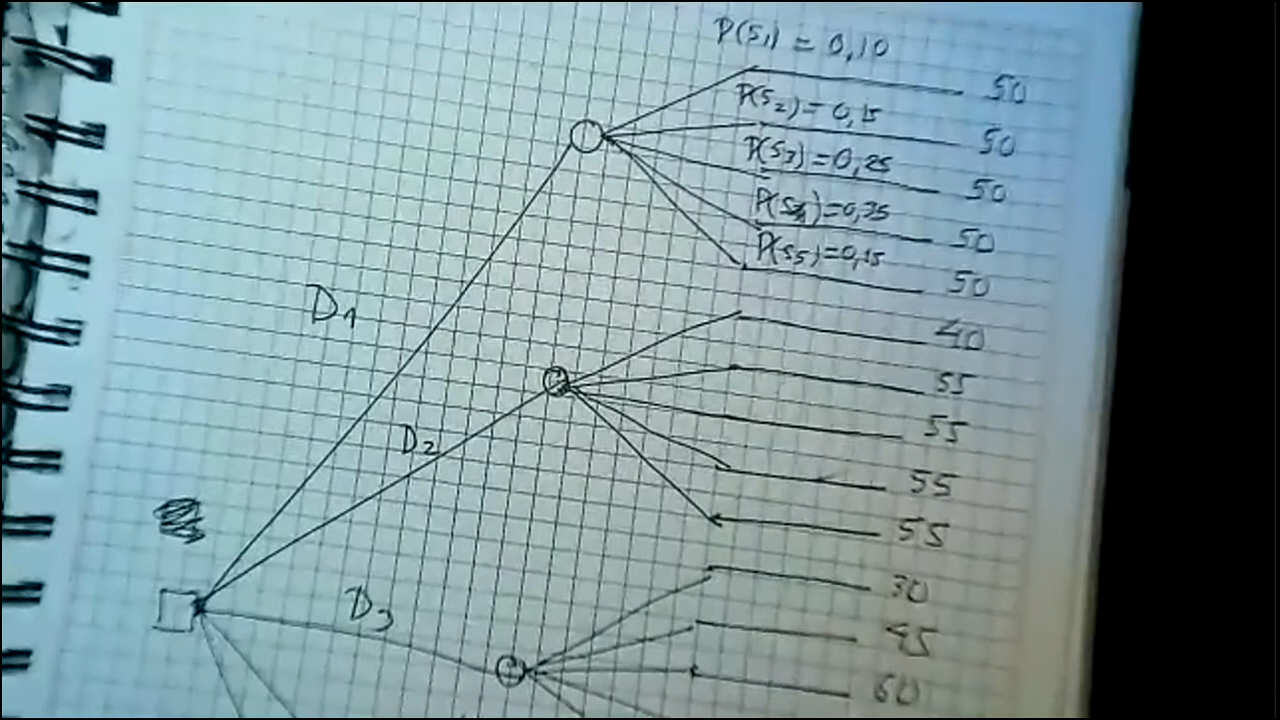 P(S1) = 0,10
50
P(S2) = 0,15
50
P(S3) = 0,25
50
P(S4) = 0,35
50
P(S5) = 0,15
50
D1
40
55
D2
55
55
55
D3
30
45
60